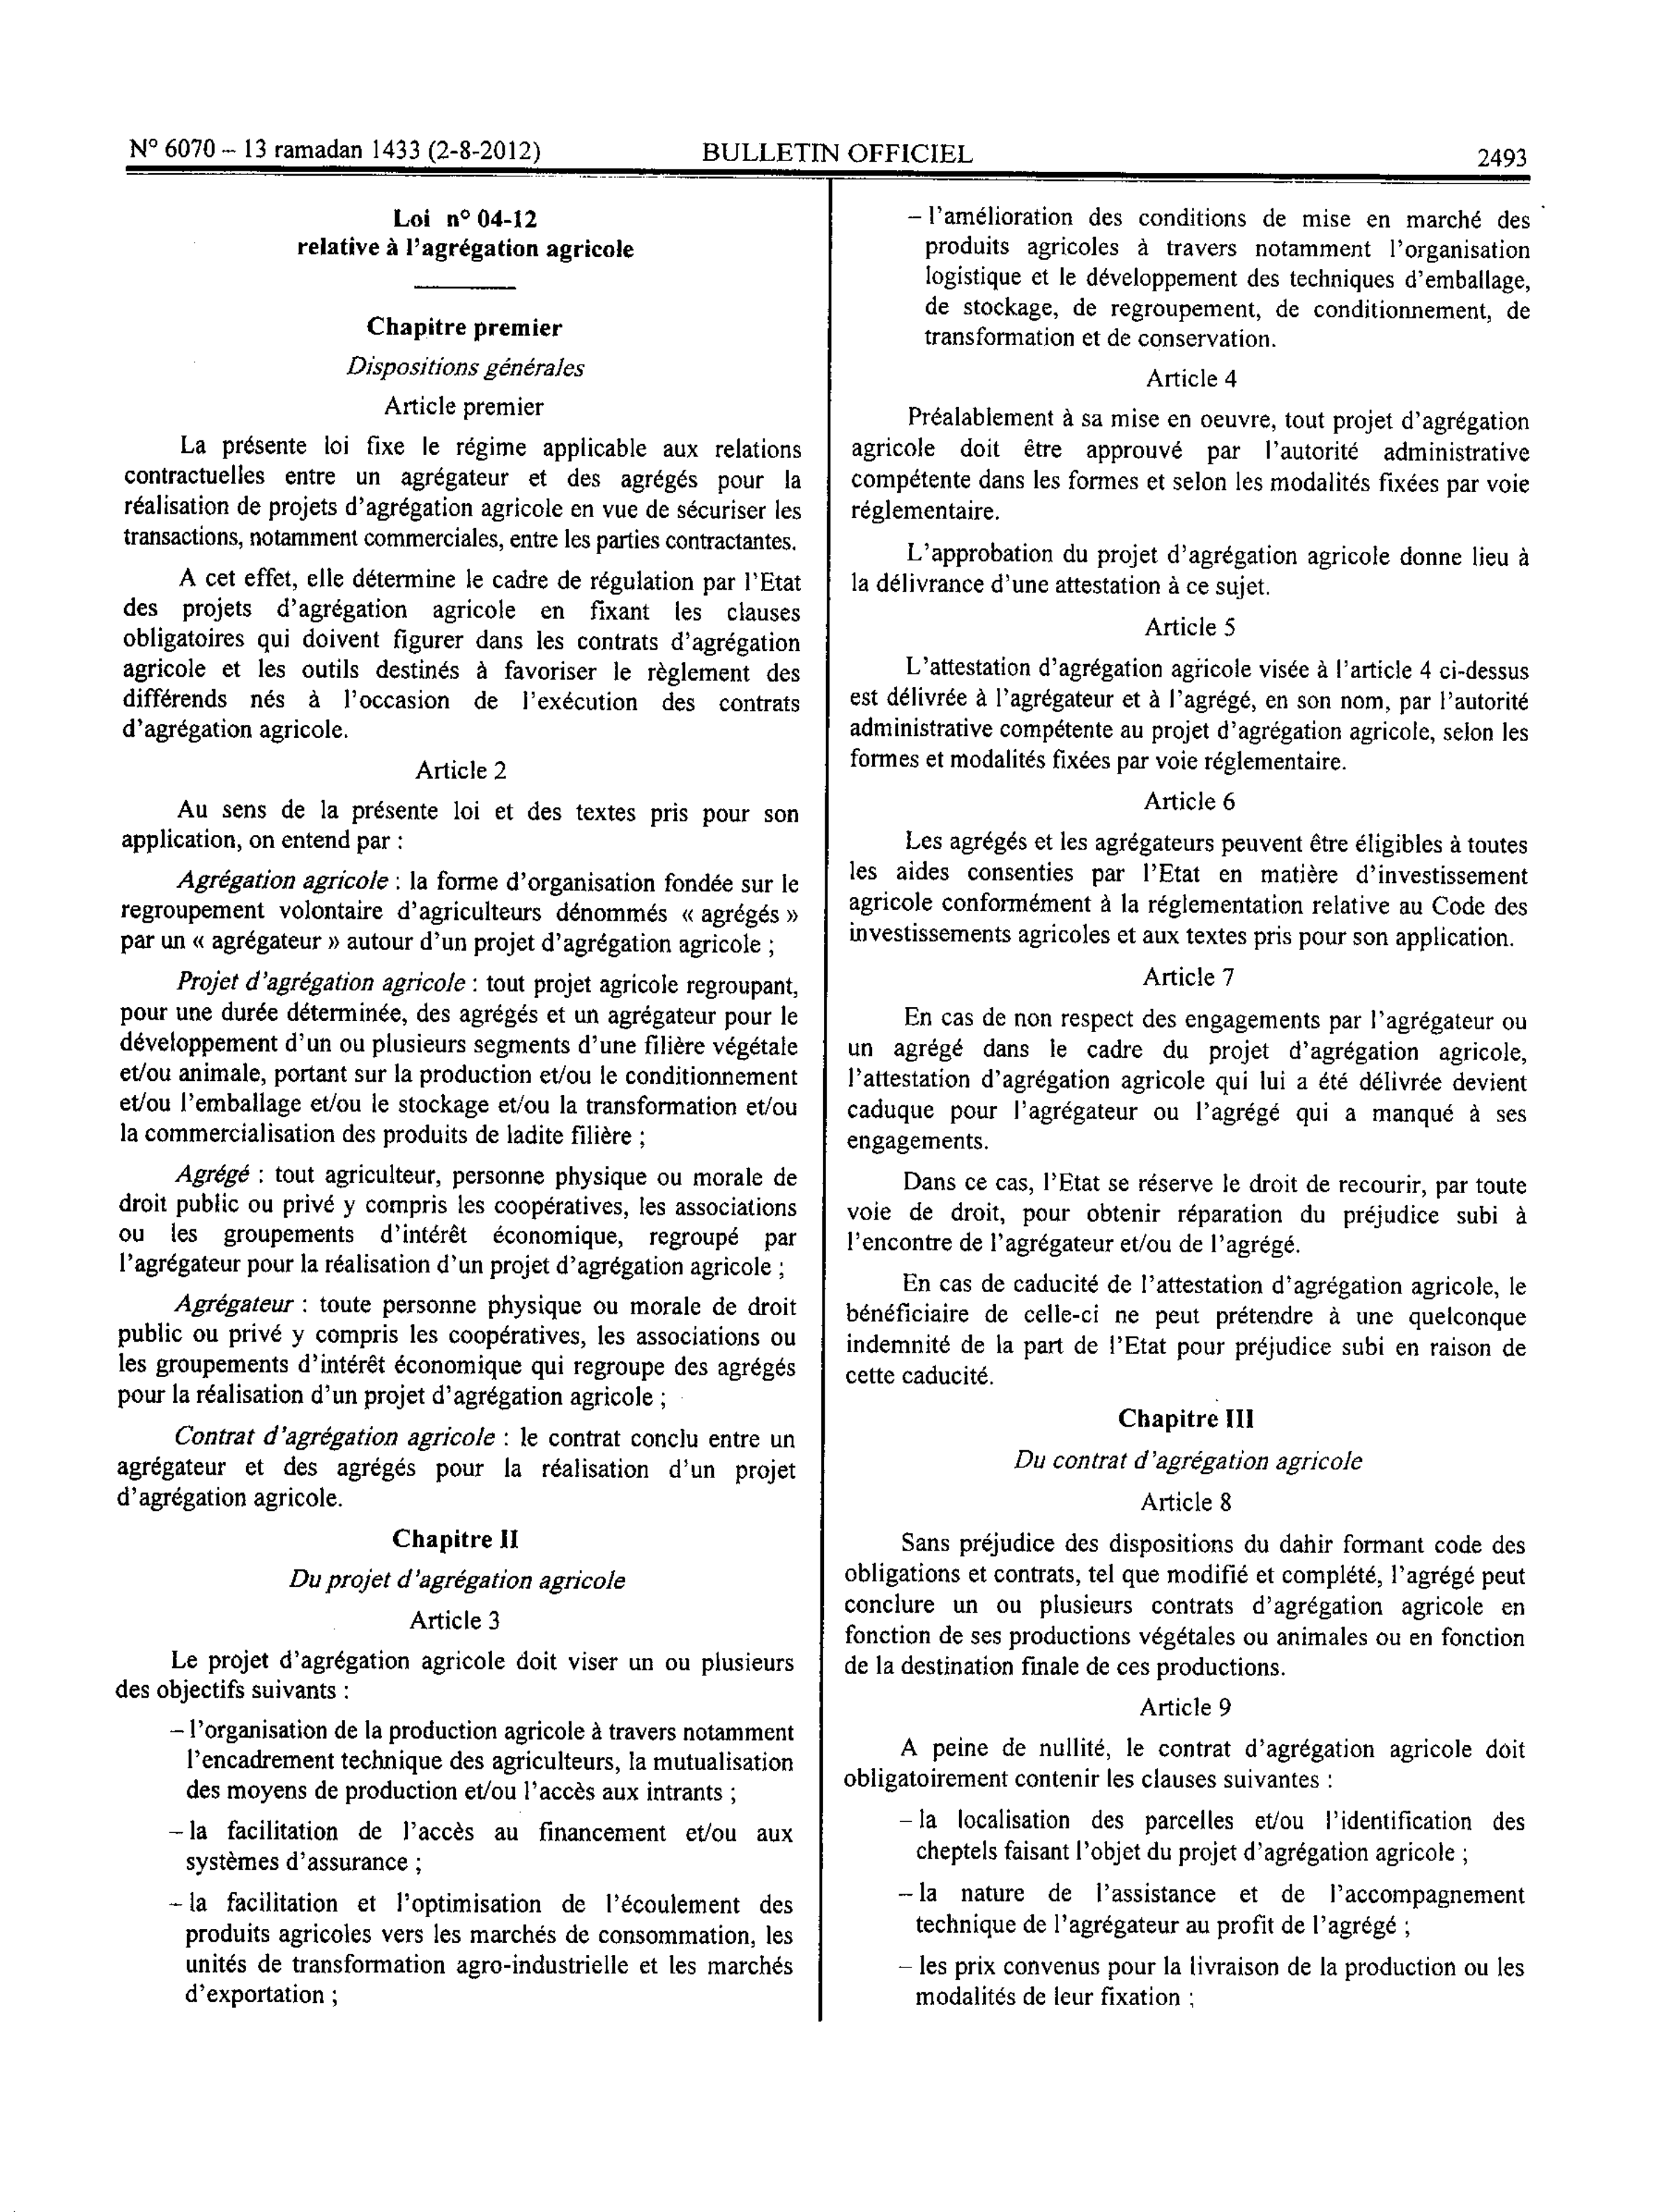 N° 6070 – 13 ramadan 1433 (2-8-2012)
BULLETIN OFFICIEL
2493
Loi n° 04-12
relative à l'agrégation agricole
Chapitre premier
Dispositions générales
Article premier
La présente loi fixe le régime applicable aux relations
contractuelles entre un agrégateur et des agrégés pour la
réalisation de projets d'agrégation agricole en vue de sécuriser les
transactions, notamment commerciales, entre les parties contractantes.
A cet effet, elle détermine le cadre de régulation par l'Etat
des projets d'agrégation agricole en fixant les clauses
obligatoires qui doivent figurer dans les contrats d'agrégation
agricole et les outils destinés à favoriser le règlement des
différends nés à l'occasion de l'exécution des contrats
d'agrégation agricole.
Article 2
Au sens de la présente loi et des textes pris pour son
application, on entend par :
Agrégation agricole : la forme d'organisation fondée sur le
regroupement volontaire d'agriculteurs dénommés « agrégés »
par un « agrégateur » autour d'un projet d'agrégation agricole ;
Projet d'agrégation agricole : tout projet agricole regroupant,
pour une durée déterminée, des agrégés et un agrégateur pour le
développement d'un ou plusieurs segments d'une filière végétale
et/ou animale, portant sur la production et/ou le conditionnement
et/ou l'emballage et/ou le stockage et/ou la transformation et/ou
la commercialisation des produits de ladite filière ;
Agrégé : tout agriculteur, personne physique ou morale de
droit public ou privé y compris les coopératives, les associations
ou les groupements d'intérêt économique, regroupé par
l'agrégateur pour la réalisation d'un projet d'agrégation agricole ;
Agrégateur : toute personne physique ou morale de droit
public ou privé y compris les coopératives, les associations ou
les groupements d'intérêt économique qui regroupe des agrégés
pour la réalisation d'un projet d'agrégation agricole ;
Contrat d'agrégation agricole : le contrat conclu entre un
agrégateur et des agrégés pour la réalisation d'un projet
d'agrégation agricole.
Chapitre II
Du projet d'agrégation agricole
Article 3
Le projet d'agrégation agricole doit viser un ou plusieurs
des objectifs suivants :
– l'organisation de la production agricole à travers notamment
l'encadrement technique des agriculteurs, la mutualisation
des moyens de production et/ou l'accès aux intrants ;
– la facilitation de l'accès au financement et/ou aux
systèmes d'assurance ;
– la facilitation et l'optimisation de l'écoulement des
produits agricoles vers les marchés de consommation, les
unités de transformation agro-industrielle et les marchés
d'exportation ;
– l'amélioration des conditions de mise en marché des
produits agricoles à travers notamment l'organisation
logistique et le développement des techniques d'emballage,
de stockage, de regroupement, de conditionnement, de
transformation et de conservation.
Article 4
Préalablement à sa mise en oeuvre, tout projet d'agrégation
agricole doit être approuvé par l'autorité administrative
compétente dans les formes et selon les modalités fixées par voie
réglementaire.
L'approbation du projet d'agrégation agricole donne lieu à
la délivrance d'une attestation à ce sujet.
Article 5
L'attestation d'agrégation agricole visée à l'article 4 ci-dessus
est délivrée à l'agrégateur et à l'agrégé, en son nom, par l'autorité
administrative compétente au projet d'agrégation agricole, selon les
formes et modalités fixées par voie réglementaire.
Article 6
Les agrégés et les agrégateurs peuvent être éligibles à toutes
les aides consenties par l'Etat en matière d'investissement
agricole conformément à la réglementation relative au Code des
investissements agricoles et aux textes pris pour son application.
Article 7
En cas de non respect des engagements par l'agrégateur ou
un agrégé dans le cadre du projet d'agrégation agricole,
l'attestation d'agrégation agricole qui lui a été délivrée devient
caduque pour l'agrégateur ou l'agrégé qui a manqué à ses
engagements.
Dans ce cas, l'Etat se réserve le droit de recourir, par toute
voie de droit, pour obtenir réparation du préjudice subi à
l'encontre de l'agrégateur et/ou de l'agrégé.
En cas de caducité de l'attestation d'agrégation agricole, le
bénéficiaire de celle-ci ne peut prétendre à une quelconque
indemnité de la part de l'Etat pour préjudice subi en raison de
cette caducité.
Chapitre III
Du contrat d'agrégation agricole
Article 8
Sans préjudice des dispositions du dahir formant code des
obligations et contrats, tel que modifié et complété, l'agrégé peut
conclure un ou plusieurs contrats d'agrégation agricole en
fonction de ses productions végétales ou animales ou en fonction
de la destination finale de ces productions.
Article 9
A peine de nullité, le contrat d'agrégation agricole doit
obligatoirement contenir les clauses suivantes :
– la localisation des parcelles et/ou l'identification des
cheptels faisant l'objet du projet d'agrégation agricole ;
– la nature de l'assistance et de l'accompagnement
technique de l'agrégateur au profit de l'agrégé ;
– les prix convenus pour la livraison de la production ou les
modalités de leur fixation ;